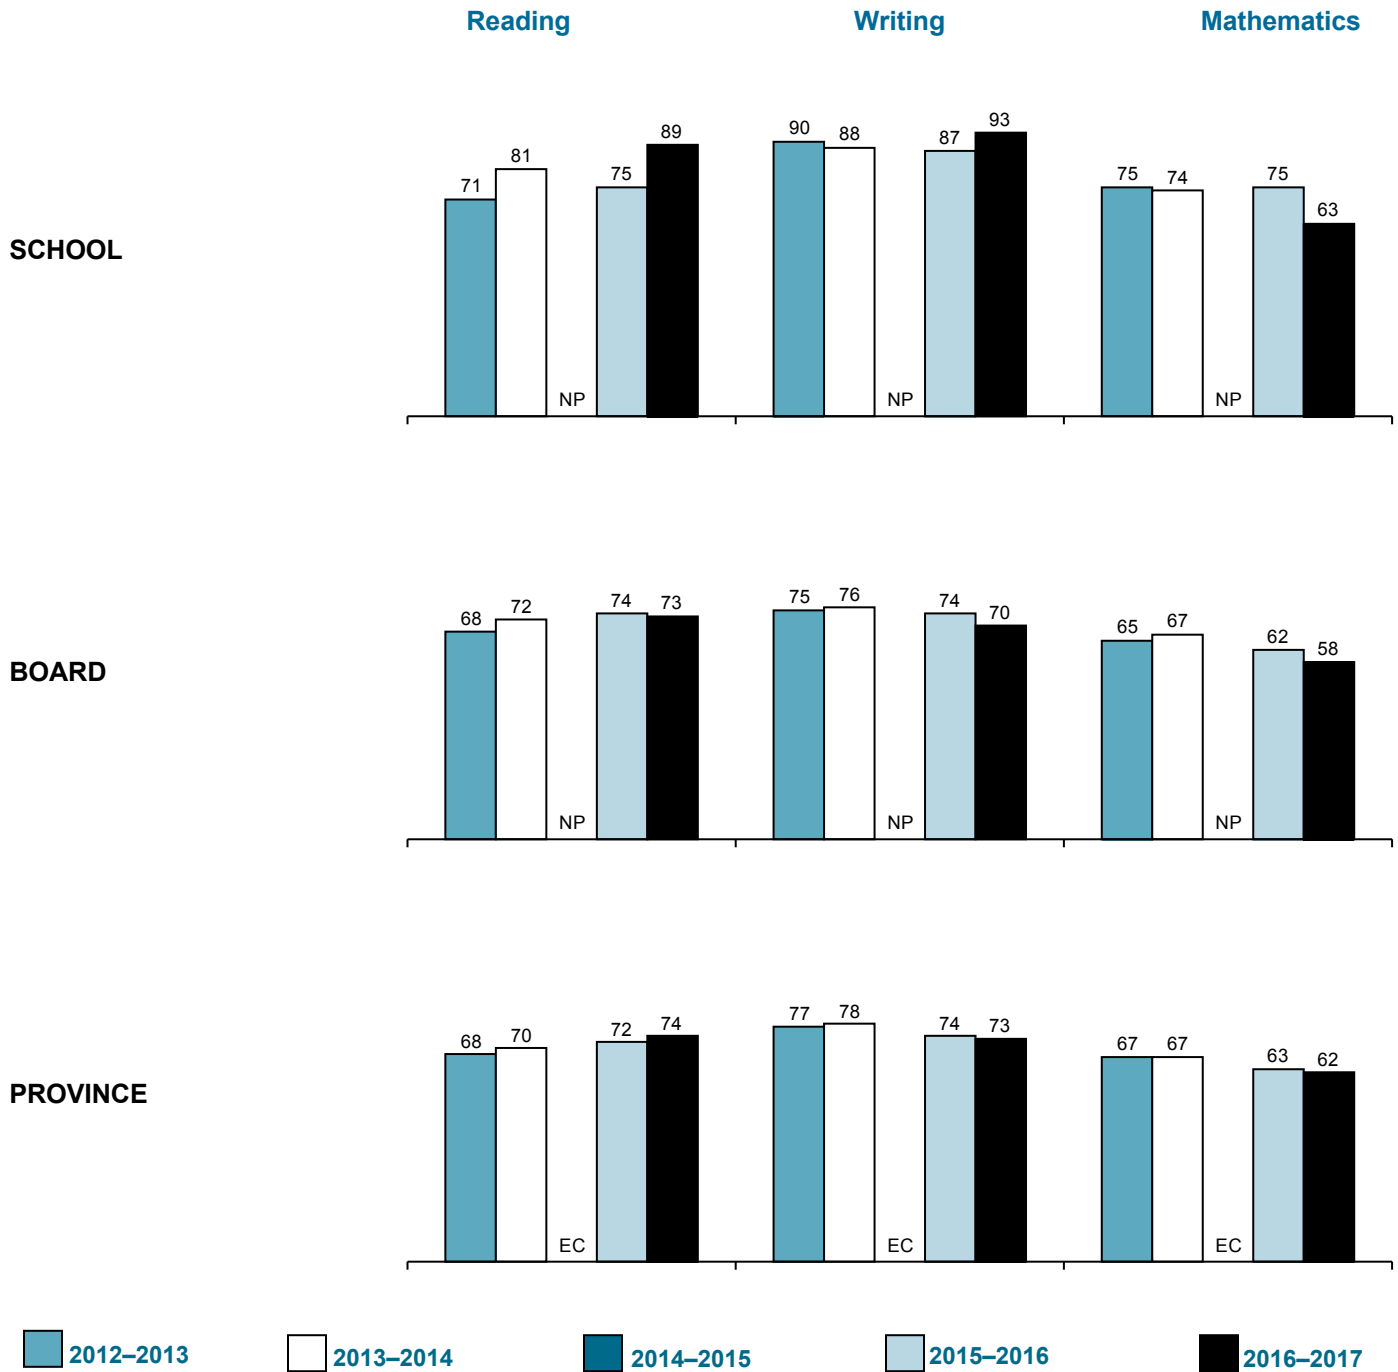 Reading Writing Mathematics
SCHOOL
71 81 NP 75 89 90 88 NP 87 93 75 74 NP 75 63
BOARD
68 72 NP 74 73 75 76 NP 74 70 65 67 NP 62 58
PROVINCE
68 70 EC 72 74 77 78 EC 74 73 67 67 EC 63 62
2012–2013 2013–2014 2014–2015 2015–2016 2016–2017